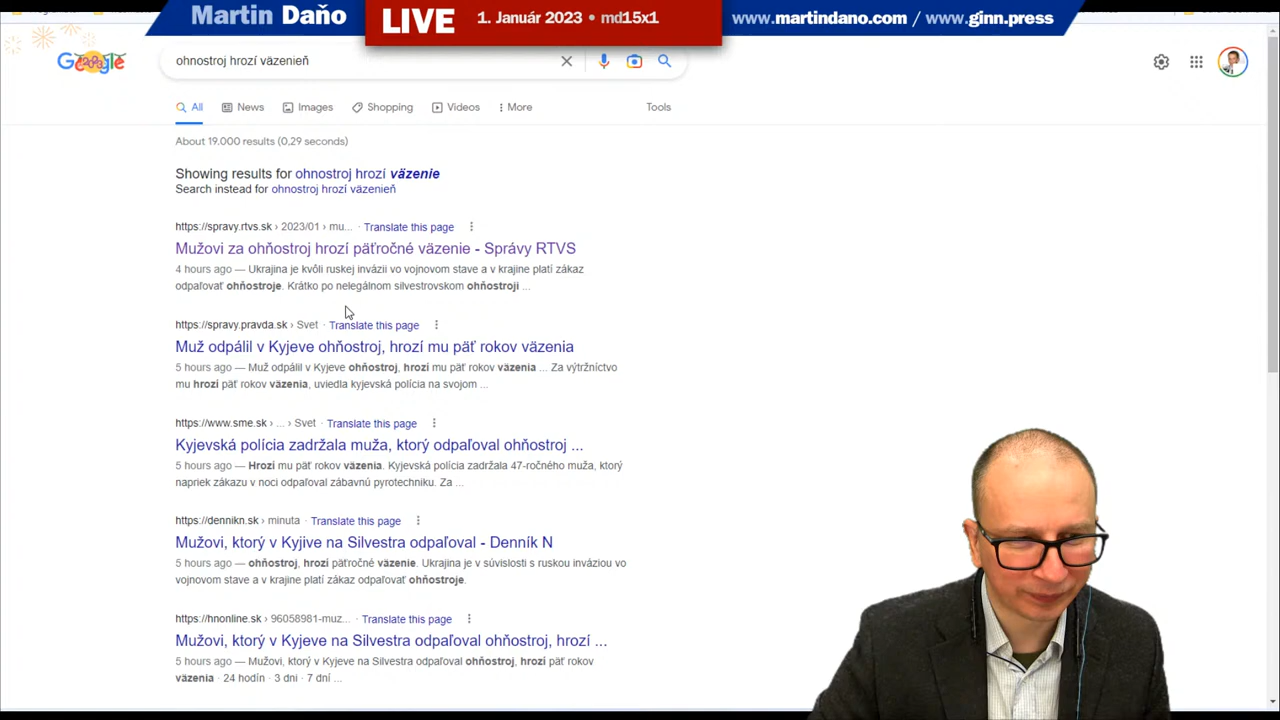 Martin Daňo
LIVE
1. Január 2023 • md15x1
www.martindano.com / www.ginn.press
Google
ohnostroj hrozí väzenieň
All
News
Images
Shopping
Videos
More
Tools
About 19.000 results (0,29 seconds)
Showing results for ohnostroj hrozí väzenie
Search instead for ohnostroj hrozí väzenieň
https://spravy.rtvs.sk › 2023/01 › mu... · Translate this page
Mužovi za ohňostroj hrozí päťročné väzenie - Správy RTVS
4 hours ago — Ukrajina je kvôli ruskej invázii vo vojnovom stave a v krajine platí zákaz
odpaľovať ohňostroje. Krátko po nelegálnom silvestrovskom ohňostroji ...
https://spravy.pravda.sk › Svet · Translate this page
Muž odpálil v Kyjeve ohňostroj, hrozí mu päť rokov väzenia
5 hours ago — Muž odpálil v Kyjeve ohňostroj, hrozí mu päť rokov väzenia ... Za výtržníctvo
mu hrozí päť rokov väzenia, uviedla kyjevská polícia na svojom ...
https://www.sme.sk › ... › Svet · Translate this page
Kyjevská polícia zadržala muža, ktorý odpaľoval ohňostroj ...
5 hours ago — Hrozí mu päť rokov väzenia. Kyjevská polícia zadržala 47-ročného muža, ktorý
napriek zákazu v noci odpaľoval zábavnú pyrotechniku. Za ...
https://dennikn.sk › minuta · Translate this page
Mužovi, ktorý v Kyjive na Silvestra odpaľoval - Denník N
5 hours ago — ohňostroj, hrozí päťročné väzenie. Ukrajina je v súvislosti s ruskou inváziou vo
vojnovom stave a v krajine platí zákaz odpaľovať ohňostroje.
https://hnonline.sk › 96058981-muz... · Translate this page
Mužovi, ktorý v Kyjeve na Silvestra odpaľoval ohňostroj, hrozí ...
5 hours ago — Mužovi, ktorý v Kyjeve na Silvestra odpaľoval ohňostroj, hrozí päť rokov
väzenia · 24 hodín · 3 dni · 7 dní ...